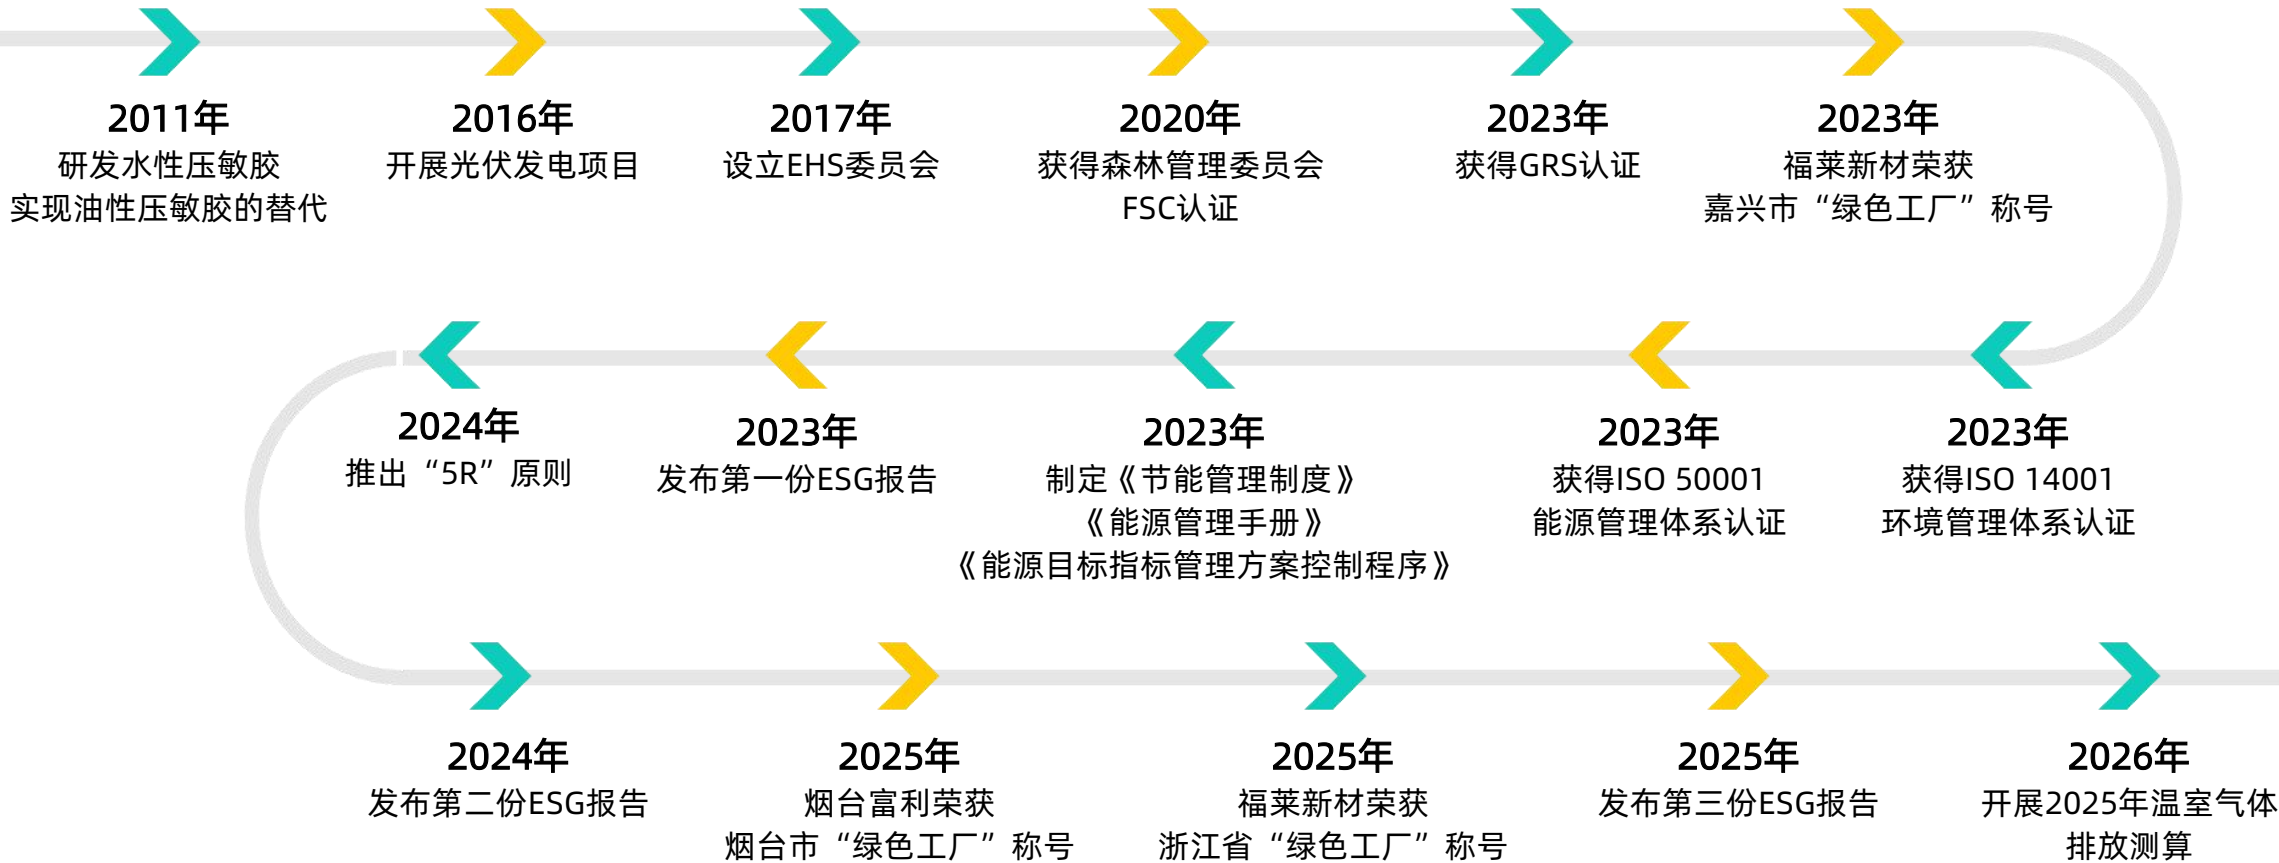 2011年
研发水性压敏胶
实现油性压敏胶的替代
2016年
开展光伏发电项目
2017年
设立EHS委员会
2020年
获得森林管理委员会
FSC认证
2023年
获得GRS认证
2023年
福莱新材荣获
嘉兴市“绿色工厂”称号
2023年
获得ISO 14001
环境管理体系认证
2023年
获得ISO 50001
能源管理体系认证
2023年
制定《节能管理制度》
《能源管理手册》
《能源目标指标管理方案控制程序》
2023年
发布第一份ESG报告
2024年
推出“5R”原则
2024年
发布第二份ESG报告
2025年
烟台富利荣获
烟台市“绿色工厂”称号
2025年
福莱新材荣获
浙江省“绿色工厂”称号
2025年
发布第三份ESG报告
2026年
开展2025年温室气体
排放测算